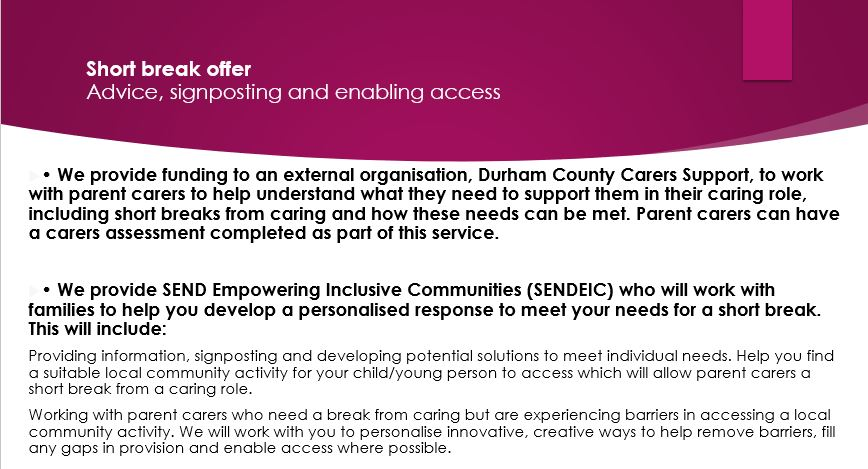 Short break offer
Advice, signposting and enabling access
• We provide funding to an external organisation, Durham County Carers Support, to work
with parent carers to help understand what they need to support them in their caring role,
including short breaks from caring and how these needs can be met. Parent carers can have
a carers assessment completed as part of this service.
• We provide SEND Empowering Inclusive Communities (SENDEIC) who will work with
families to help you develop a personalised response to meet your needs for a short break.
This will include:
Providing information, signposting and developing potential solutions to meet individual needs. Help you find
a suitable local community activity for your child/young person to access which will allow parent carers a
short break from a caring role.
Working with parent carers who need a break from caring but are experiencing barriers in accessing a local
community activity. We will work with you to personalise innovative, creative ways to help remove barriers, fill
any gaps in provision and enable access where possible.